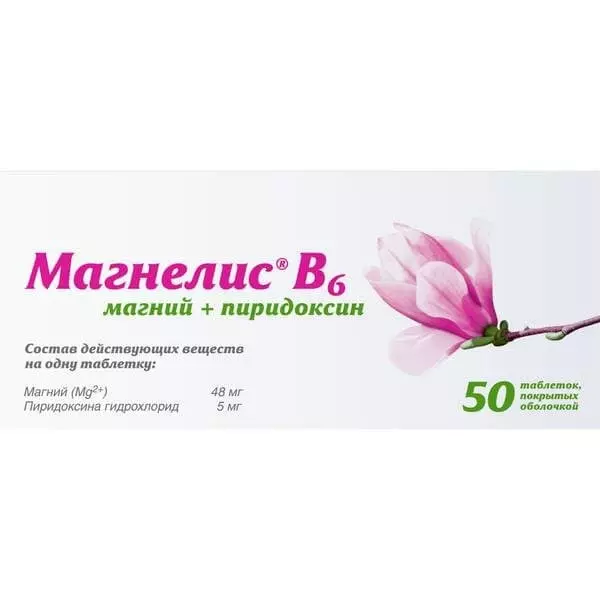 Магнелис® B6
магний + пиридоксин
Состав действующих веществ
на одну таблетку:
Магний (Mg²⁺) 48 мг
Пиридоксина гидрохлорид 5 мг
50 таблеток,
покрытых
оболочкой